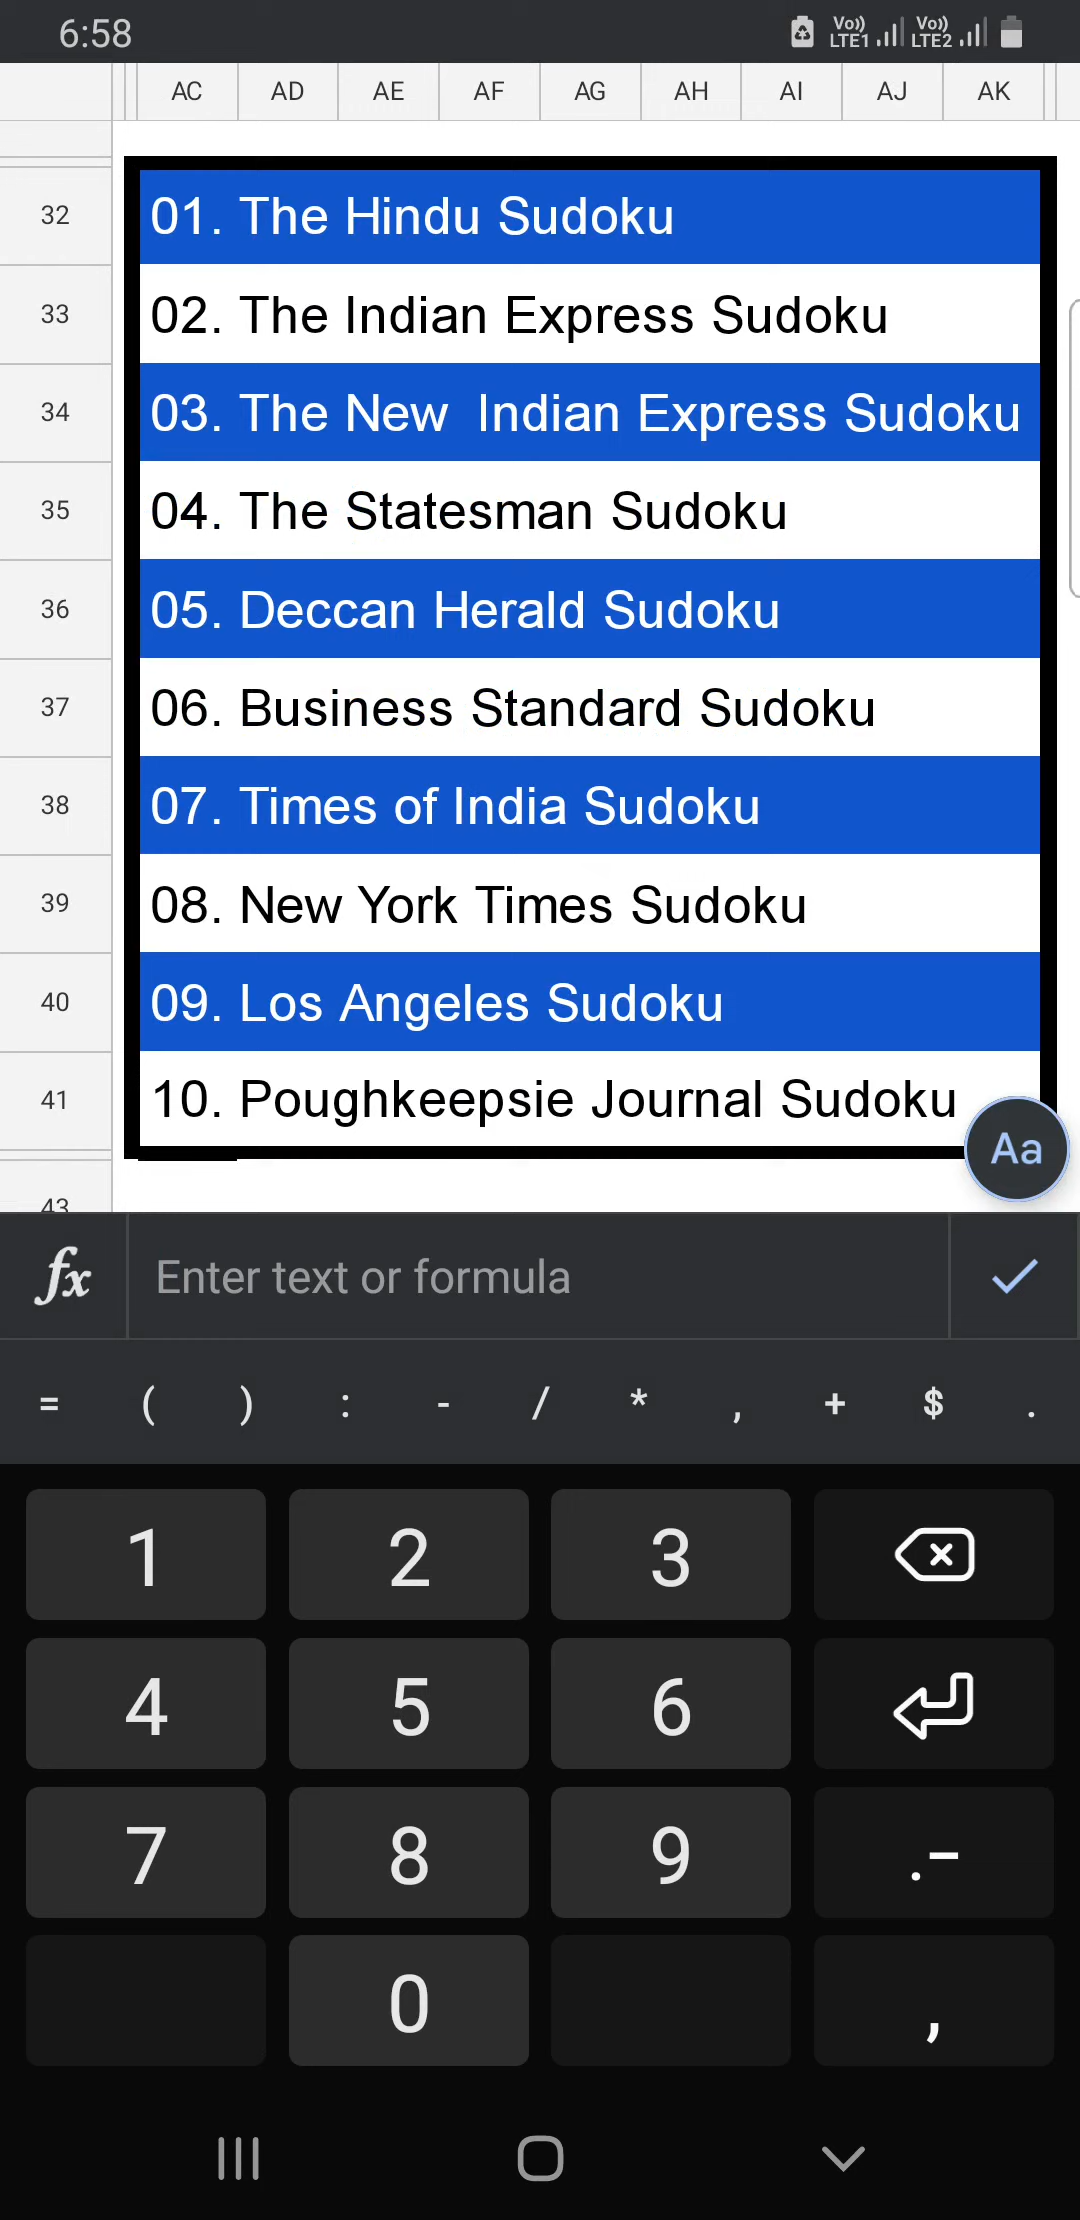 6:58
Vo)) LTE1 Vo)) LTE2
AC AD AE AF AG AH AI AJ AK
32 01. The Hindu Sudoku
33 02. The Indian Express Sudoku
34 03. The New  Indian Express Sudoku
35 04. The Statesman Sudoku
36 05. Deccan Herald Sudoku
37 06. Business Standard Sudoku
38 07. Times of India Sudoku
39 08. New York Times Sudoku
40 09. Los Angeles Sudoku
41 10. Poughkeepsie Journal Sudoku
Aa
43
fx Enter text or formula
= ( ) : - / * , + $ .
1 2 3
4 5 6
7 8 9 .-
0 ,